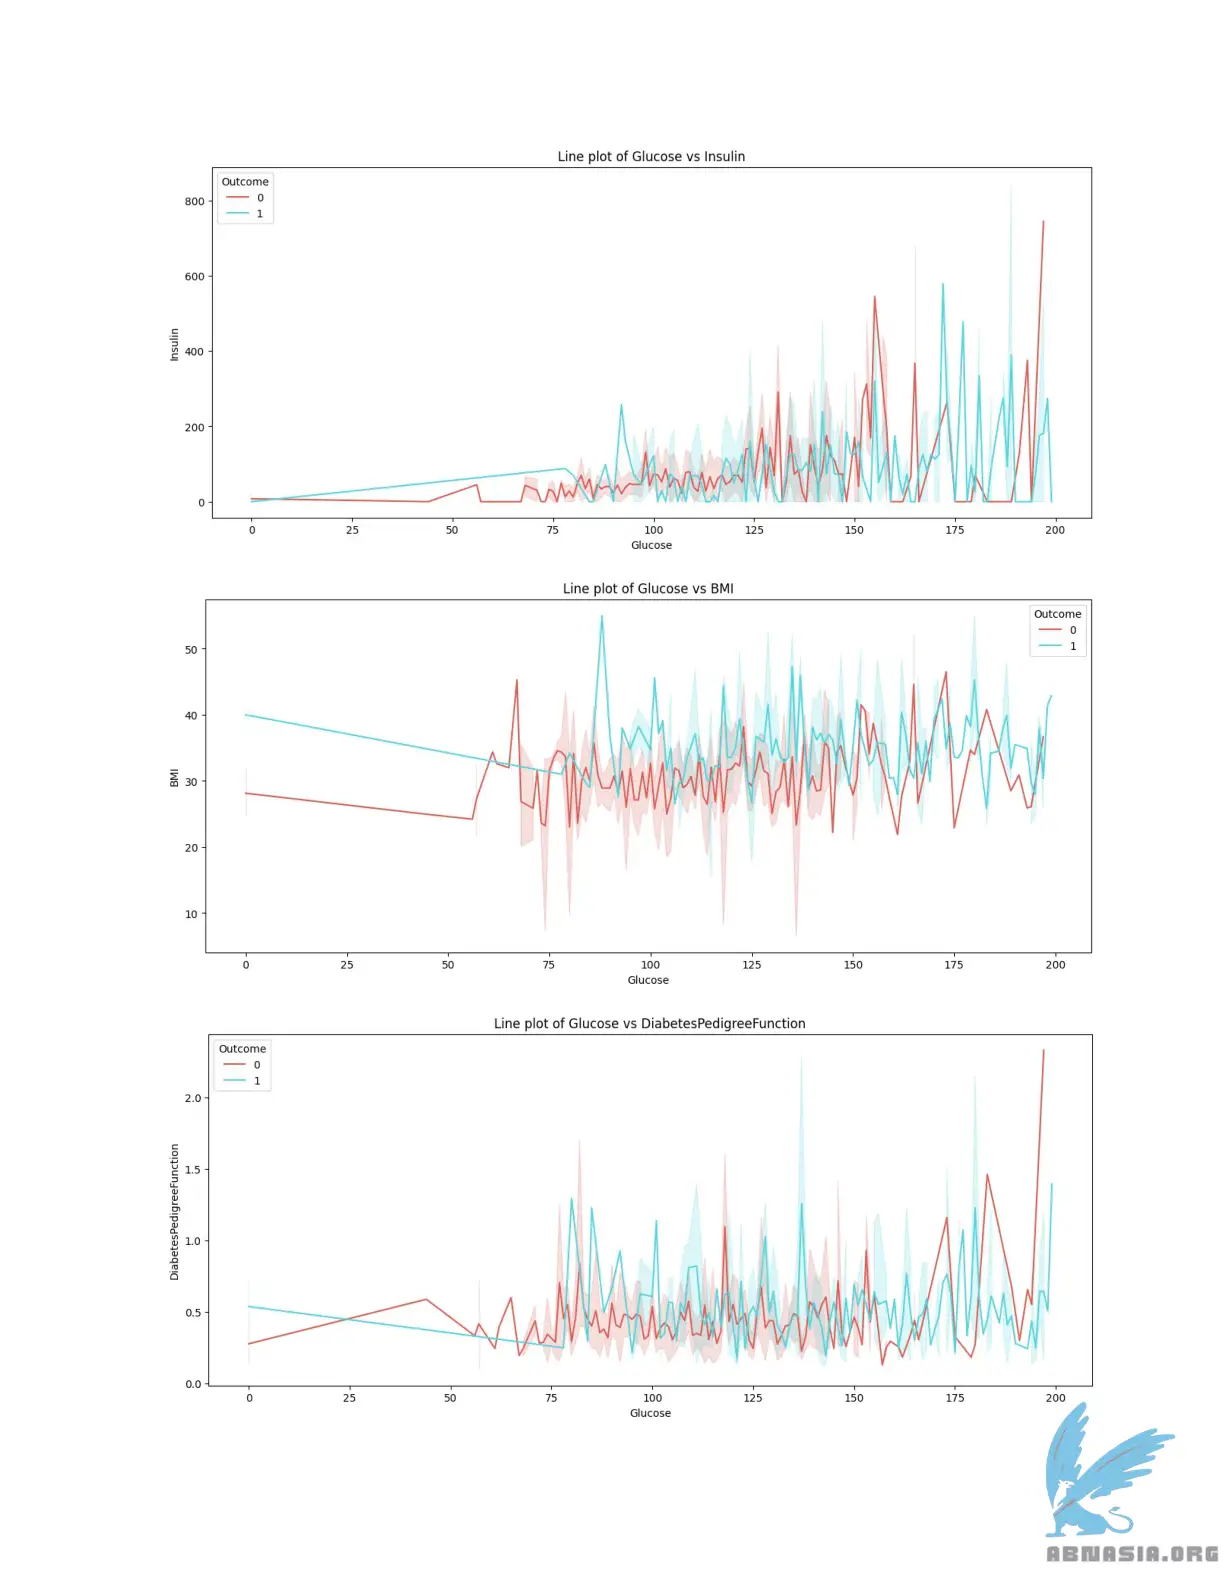 Line plot of Glucose vs Insulin
Outcome
0
1
800
600
400
200
0
Insulin
0 25 50 75 100 125 150 175 200
Glucose
Line plot of Glucose vs BMI
Outcome
0
1
50
40
30
20
10
BMI
0 25 50 75 100 125 150 175 200
Glucose
Line plot of Glucose vs DiabetesPedigreeFunction
Outcome
0
1
2.0
1.5
1.0
0.5
0.0
DiabetesPedigreeFunction
0 25 50 75 100 125 150 175 200
Glucose
ABNASIA.ORG